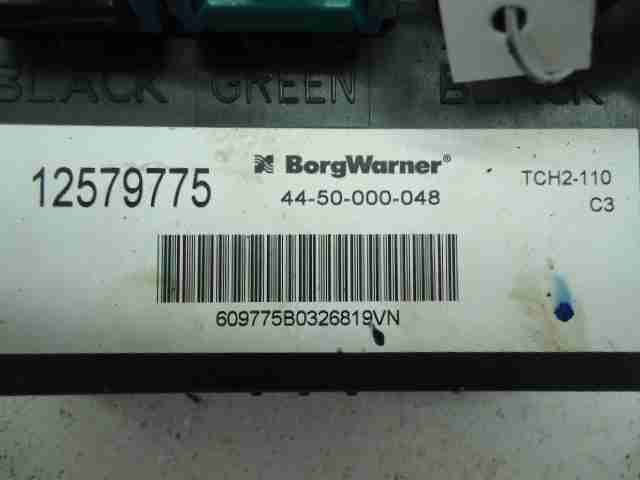 BLACK GREEN BLACK
12579775
BorgWarner®
44-50-000-048
TCH2-110
C3
609775B0326819VN